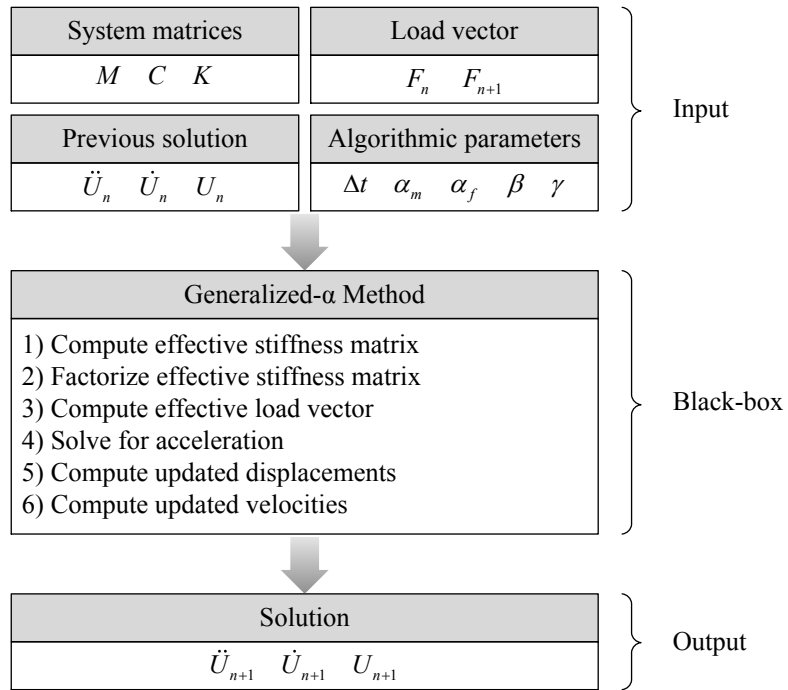 System matrices
M C K
Load vector
Fₙ Fₙ₊₁
Input
Previous solution
Üₙ U̇ₙ Uₙ
Algorithmic parameters
Δt αₘ α_f β γ
Generalized-α Method
1) Compute effective stiffness matrix
2) Factorize effective stiffness matrix
3) Compute effective load vector
4) Solve for acceleration
5) Compute updated displacements
6) Compute updated velocities
Black-box
Solution
Üₙ₊₁ U̇ₙ₊₁ Uₙ₊₁
Output